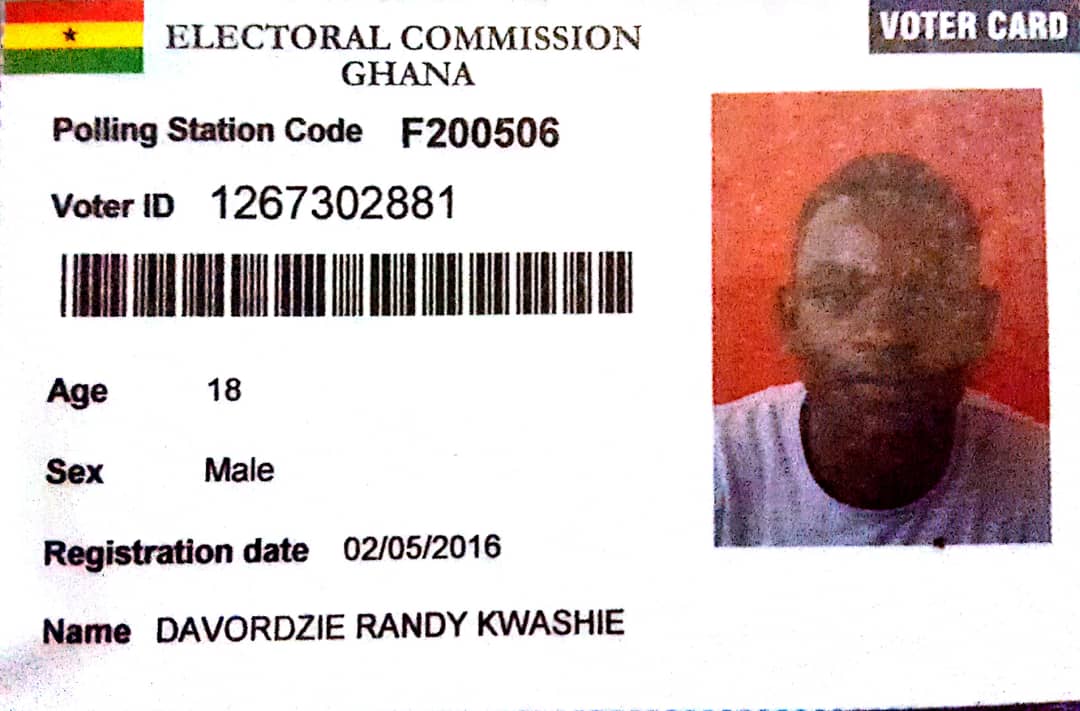 ELECTORAL COMMISSION
GHANA
VOTER CARD
Polling Station Code F200506
Voter ID 1267302881
Age 18
Sex Male
Registration date 02/05/2016
Name DAVORDZIE RANDY KWASHIE